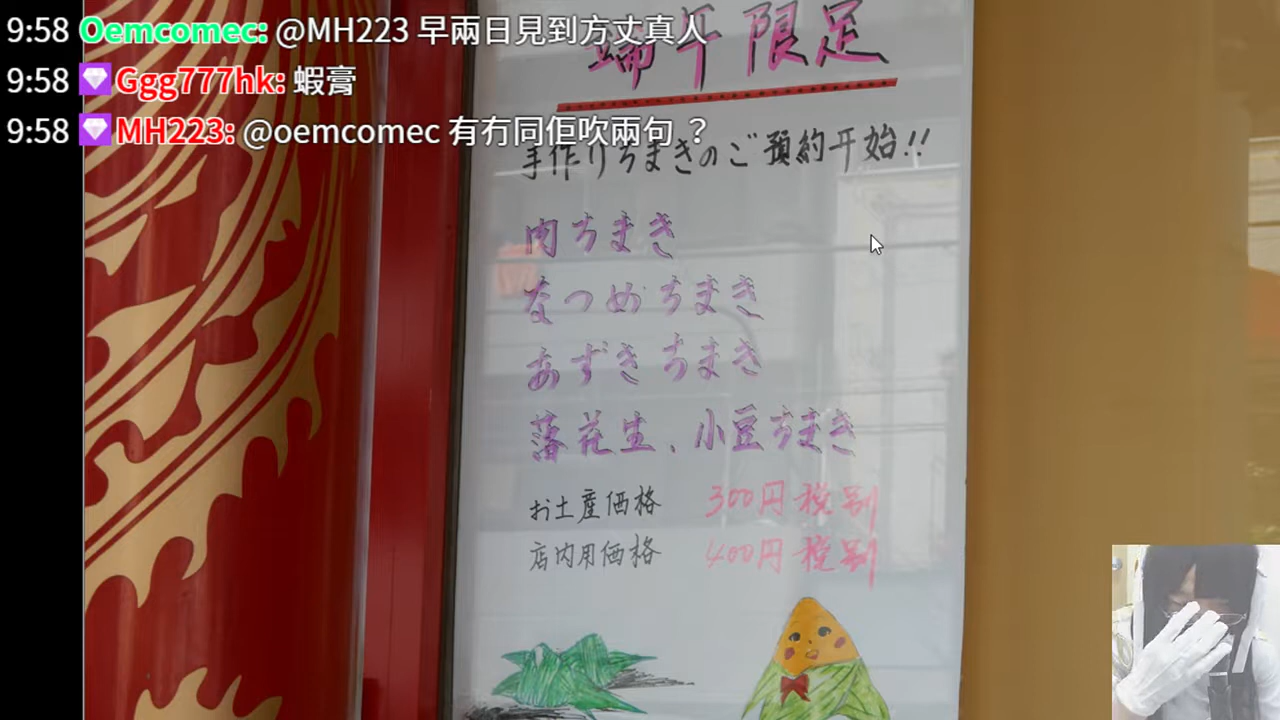 9:58 Oemcomec: @MH223 早兩日見到方丈真人
9:58 Ggg777hk: 蝦膏
9:58 MH223: @oemcomec 有冇同佢吹兩句 ?
端午限定
手作りちまきのご預約开始!!
肉ちまき
なつめちまき
あずきちまき
落花生、小豆ちまき
お土産価格 300円 税別
店内用価格 400円 税別